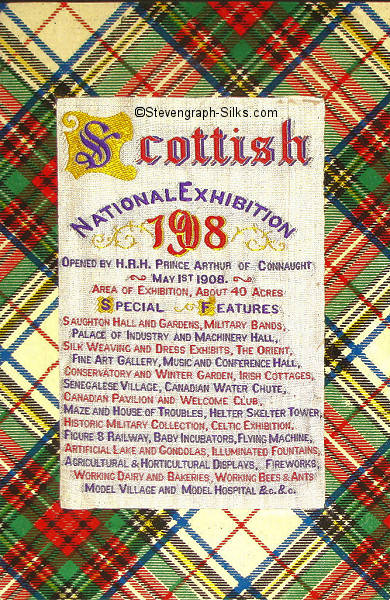 ©Stevengraph-Silks.com
Scottish
National Exhibition
1908
Opened by H.R.H. Prince Arthur of Connaught
May 1st 1908.
Area of Exhibition, About 40 Acres
Special Features
Saughton Hall and Gardens, Military Bands,
Palace of Industry and Machinery Hall,
Silk Weaving and Dress Exhibits, The Orient,
Fine Art Gallery, Music and Conference Hall,
Conservatory and Winter Garden, Irish Cottages,
Senegalese Village, Canadian Water Chute,
Canadian Pavilion and Welcome Club,
Maze and House of Troubles, Helter Skelter Tower,
Historic Military Collection, Celtic Exhibition.
Figure 8 Railway, Baby Incubators, Flying Machine,
Artificial Lake and Gondolas, Illuminated Fountains,
Agricultural & Horticultural Displays, Fireworks,
Working Dairy and Bakeries, Working Bees & Ants
Model Village and Model Hospital &c. &c.